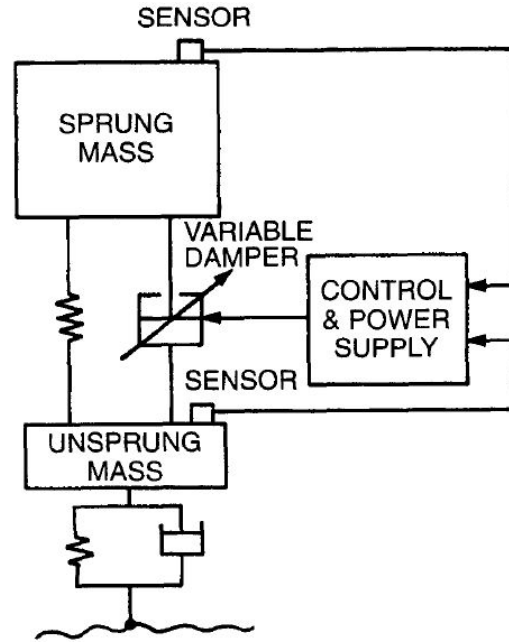 SENSOR
SPRUNG
MASS
VARIABLE
DAMPER
CONTROL
& POWER
SUPPLY
SENSOR
UNSPRUNG
MASS